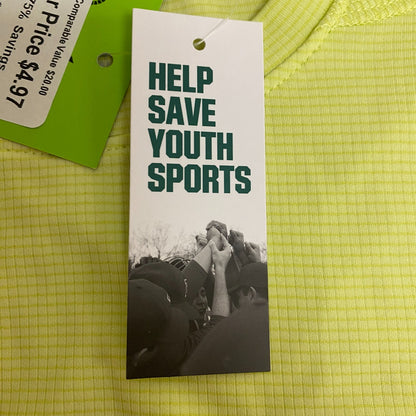 Comparable Value $20.00
75% Savings
r Price $4.97
HELP
SAVE
YOUTH
SPORTS